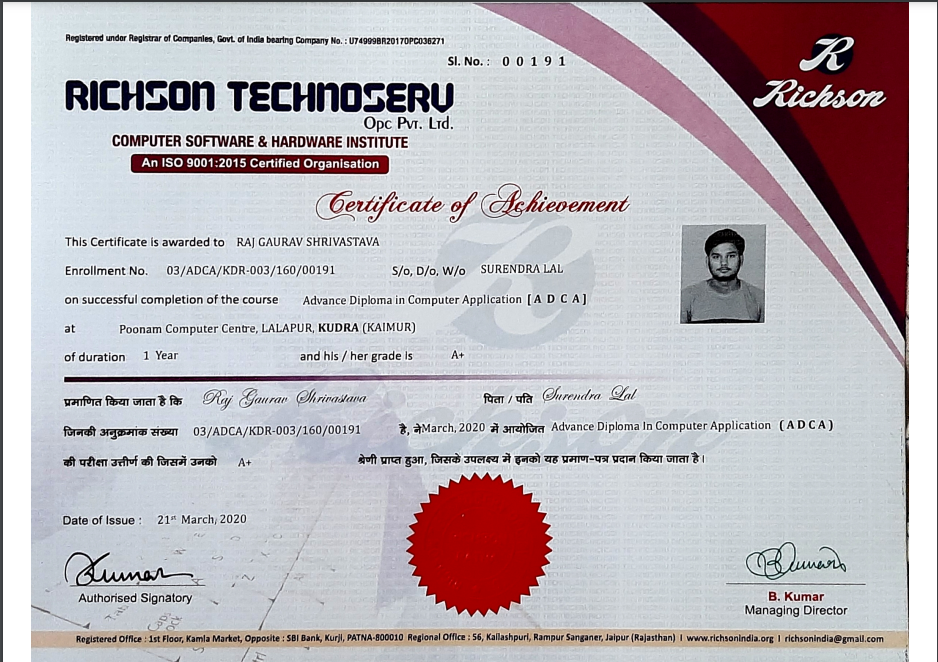 Registered under Registrar of Companies, Govt. of India bearing Company No. : U74999BR2017OPC036271
Sl. No. : 0 0 1 9 1
Richson
RICHSON TECHNOSERV
Opc Pvt. Ltd.
COMPUTER SOFTWARE & HARDWARE INSTITUTE
An ISO 9001:2015 Certified Organisation
Certificate of Achievement
This Certificate is awarded to RAJ GAURAV SHRIVASTAVA
Enrollment No. 03/ADCA/KDR-003/160/00191 S/o, D/o, W/o SURENDRA LAL
on successful completion of the course Advance Diploma in Computer Application [ A D C A ]
at Poonam Computer Centre, LALAPUR, KUDRA (KAIMUR)
of duration 1 Year and his / her grade is A+
प्रमाणित किया जाता है कि Raj Gaurav Shrivastava पिता / पति Surendra Lal
जिनकी अनुक्रमांक संख्या 03/ADCA/KDR-003/160/00191 है, ने March, 2020 में आयोजित Advance Diploma In Computer Application ( A D C A )
की परीक्षा उत्तीर्ण की जिसमें उनको A+ श्रेणी प्राप्त हुआ, जिसके उपलक्ष्य में इनको यह प्रमाण-पत्र प्रदान किया जाता है।
Date of Issue : 21st March, 2020
Kumar
Authorised Signatory
B Kumar
B. Kumar
Managing Director
Registered Office : 1st Floor, Kamla Market, Opposite : SBI Bank, Kurji, PATNA-800010 Regional Office : 56, Kailashpuri, Rampur Sanganer, Jaipur (Rajasthan) I www.richsonindia.org I richsonindia@gmail.com